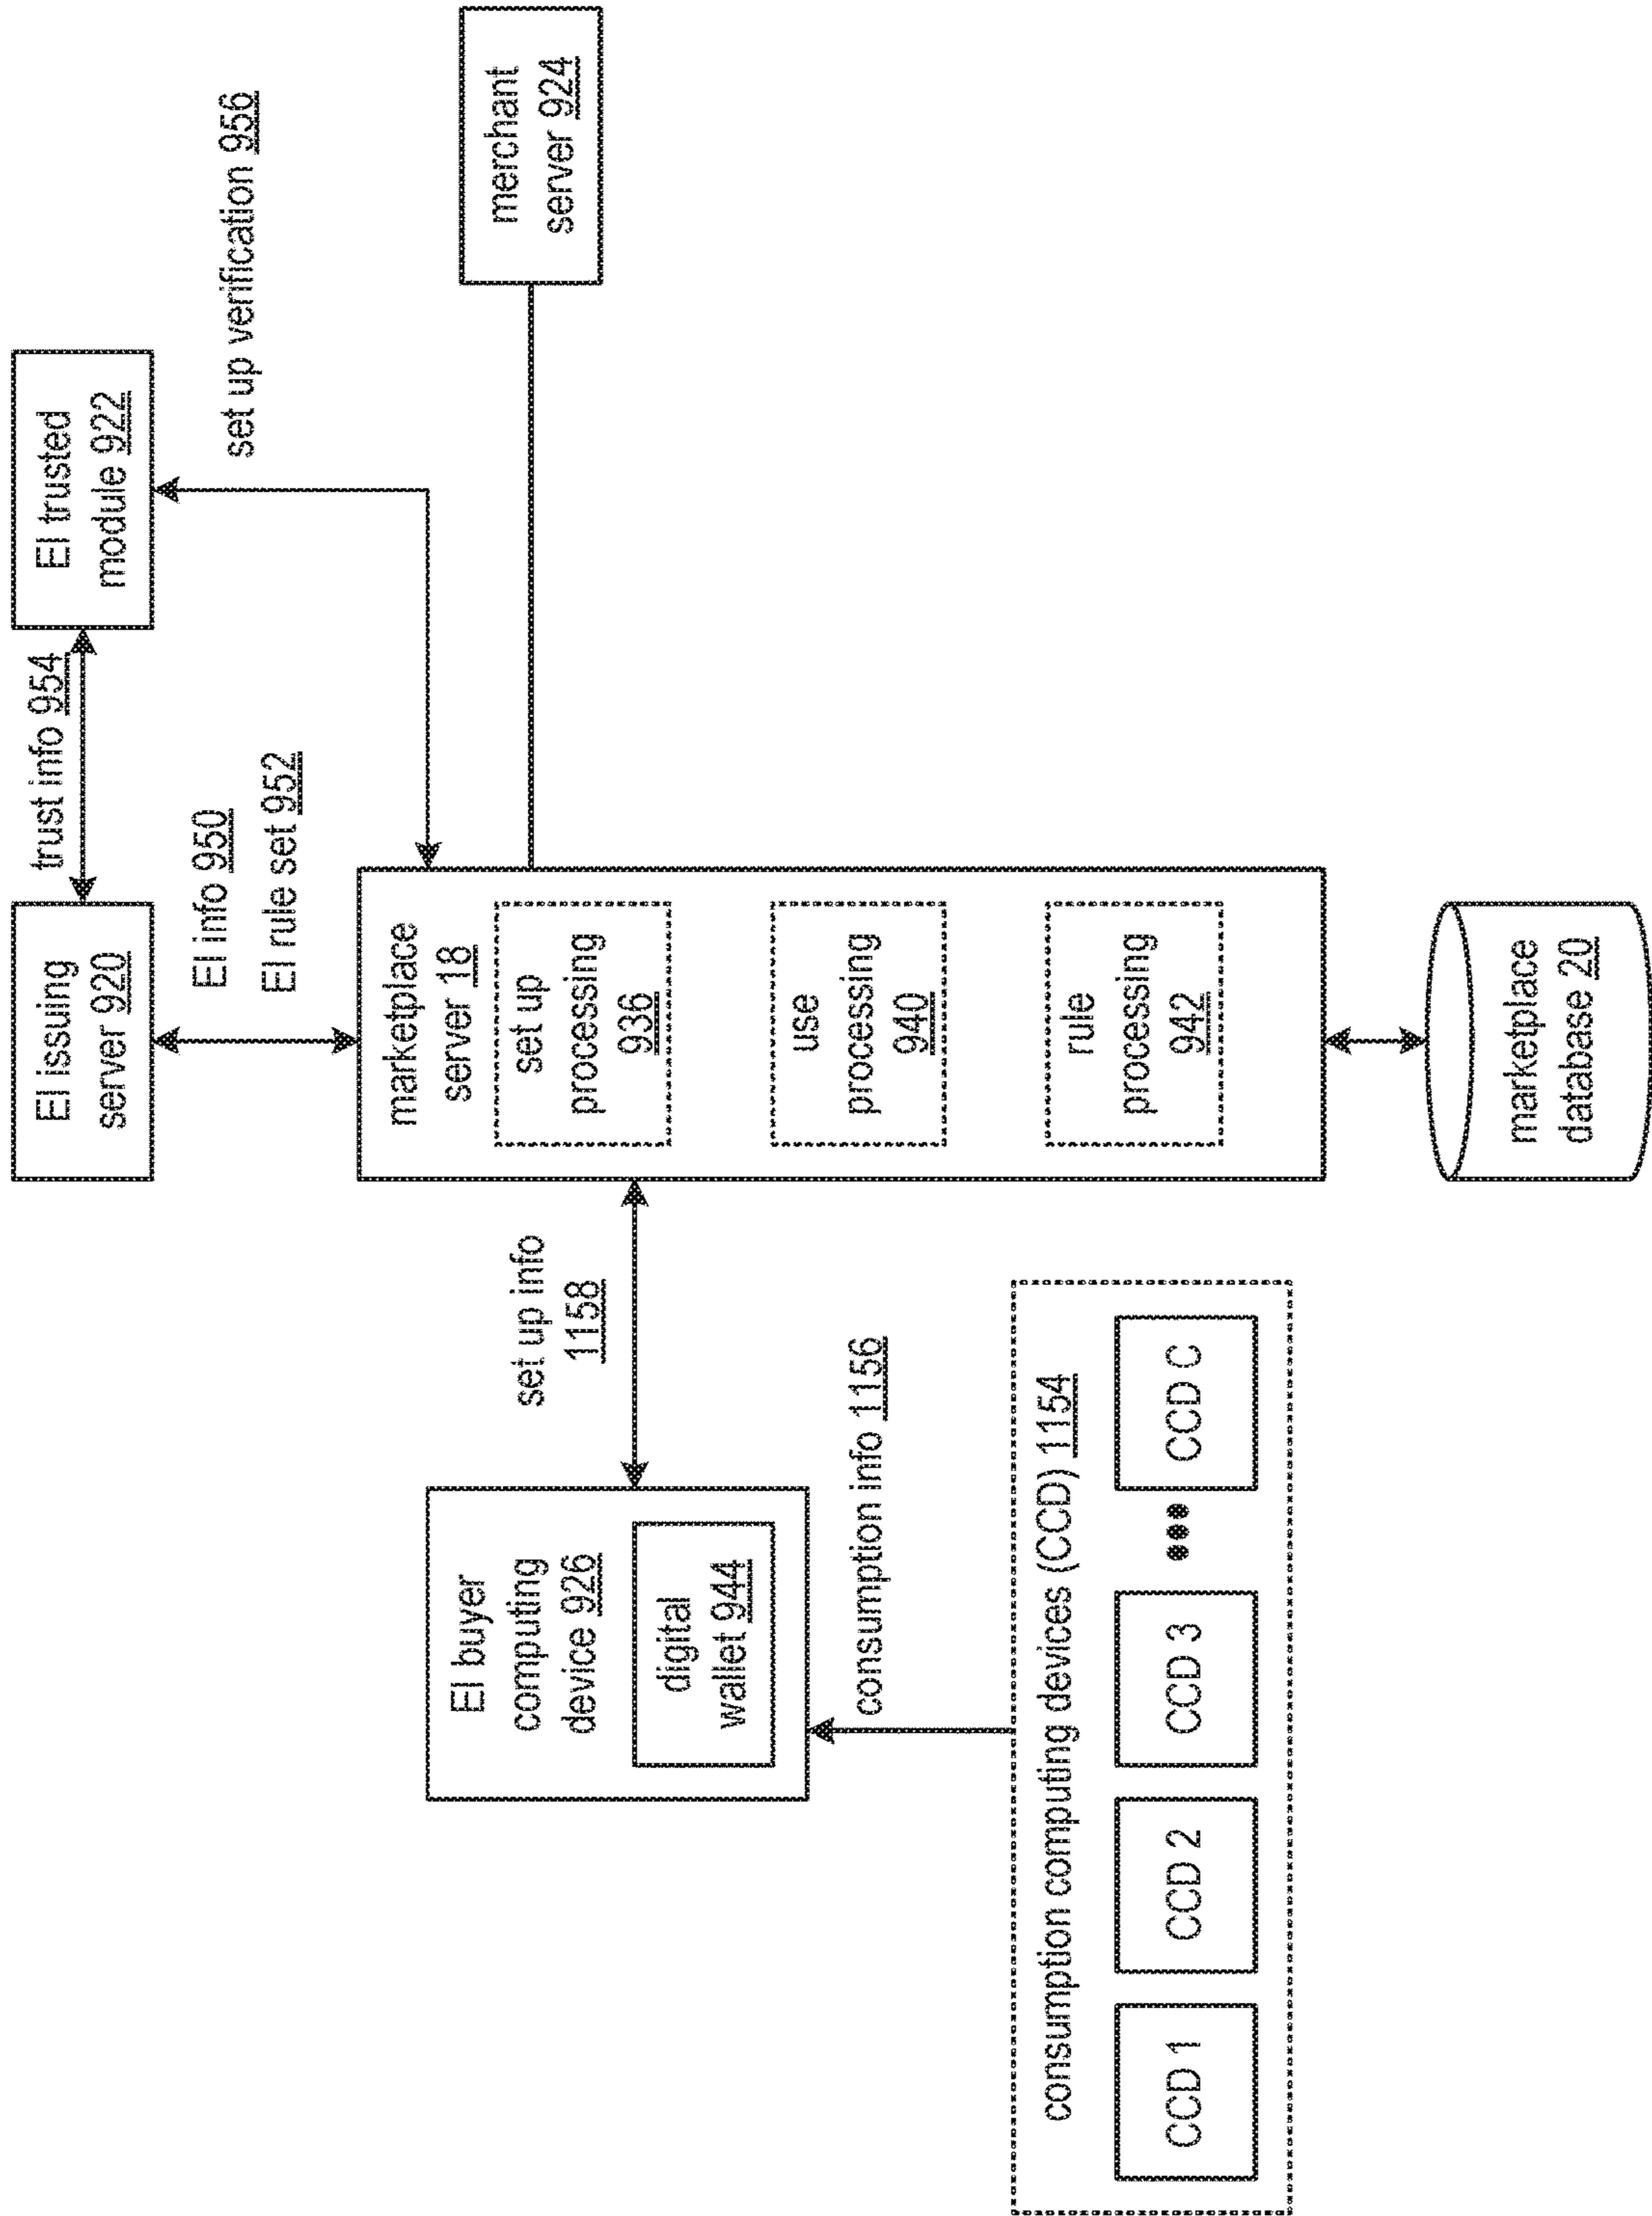 EI issuing
server 920
trust info 954
EI trusted
module 922
EI info 950
EI rule set 952
set up verification 956
marketplace
server 18
set up
processing
936
use
processing
940
rule
processing
942
merchant
server 924
set up info
1158
EI buyer
computing
device 926
digital
wallet 944
consumption info 1156
consumption computing devices (CCD) 1154
CCD 1
CCD 2
CCD 3
CCD C
marketplace
database 20